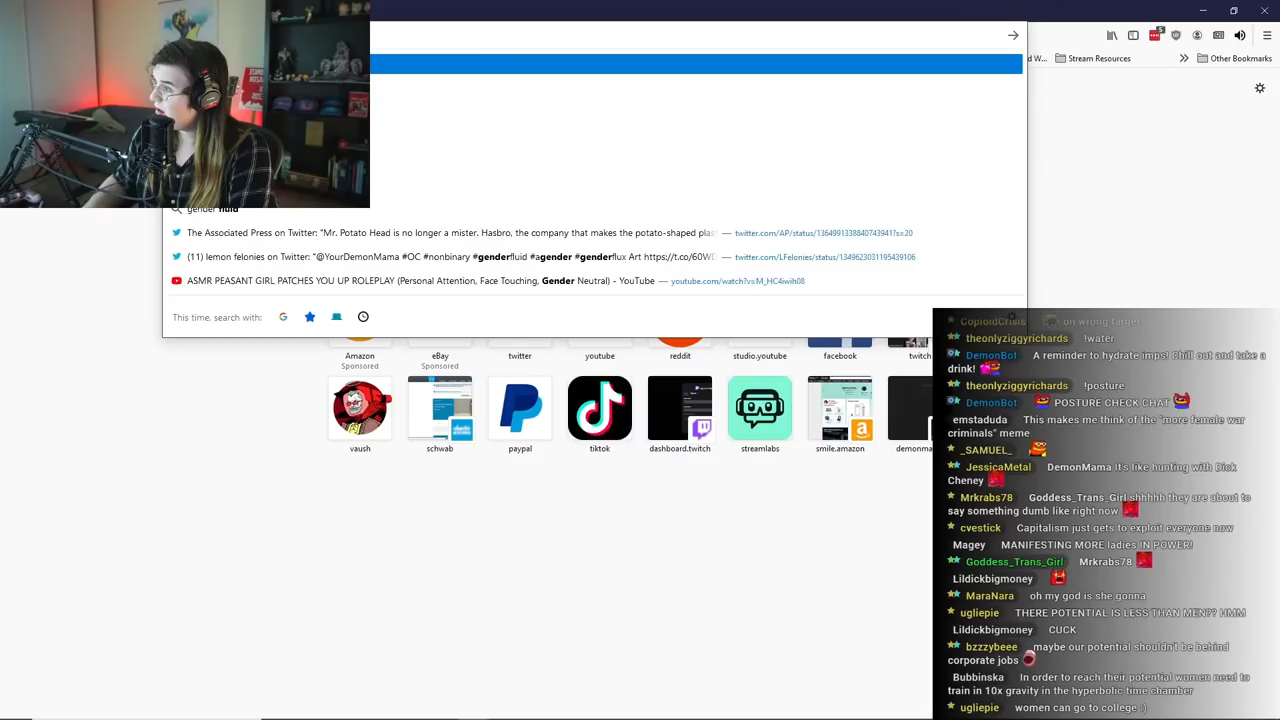 d W...
Stream Resources
Other Bookmarks
gender fluid
The Associated Press on Twitter: "Mr. Potato Head is no longer a mister. Hasbro, the company that makes the potato-shaped plas — twitter.com/AP/status/1364991338840743941?s=20
(11) lemon felonies on Twitter: "@YourDemonMama #OC #nonbinary #genderfluid #agender #genderflux Art https://t.co/60WD — twitter.com/LFelonies/status/1349623031195439106
ASMR PEASANT GIRL PATCHES YOU UP ROLEPLAY (Personal Attention, Face Touching, Gender Neutral) - YouTube — youtube.com/watch?v=M_HC4iwih08
This time, search with:
Amazon
Sponsored
eBay
Sponsored
twitter
youtube
reddit
studio.youtube
facebook
twitch
vaush
schwab
paypal
tiktok
dashboard.twitch
streamlabs
smile.amazon
demonma
CopioidCrisis on wrong targer
theonlyziggyrichards !water
DemonBot: A reminder to hydrate imps! Chill out and take a
drink!
theonlyziggyrichards !posture
DemonBot: POSTURE CHECK CHAT
emstaduda This makes me think of the "more female war
criminals" meme
_SAMUEL_
JessicaMetal DemonMama It's like hunting with Dick
Cheney
Mrkrabs78 Goddess_Trans_Girl shhhhh they are about to
say something dumb like right now
cvestick Capitalism just gets to exploit everyone now
Magey MANIFESTING MORE ladies IN POWER!
Goddess_Trans_Girl Mrkrabs78
Lildickbigmoney
MaraNara oh my god is she gonna
ugliepie THERE POTENTIAL IS LESS THAN MEN?? HMM
Lildickbigmoney CUCK
bzzzybeee maybe our potential shouldn't be behind
corporate jobs
Bubbinska In order to reach their potential women need to
train in 10x gravity in the hyperbolic time chamber
ugliepie women can go to college :)